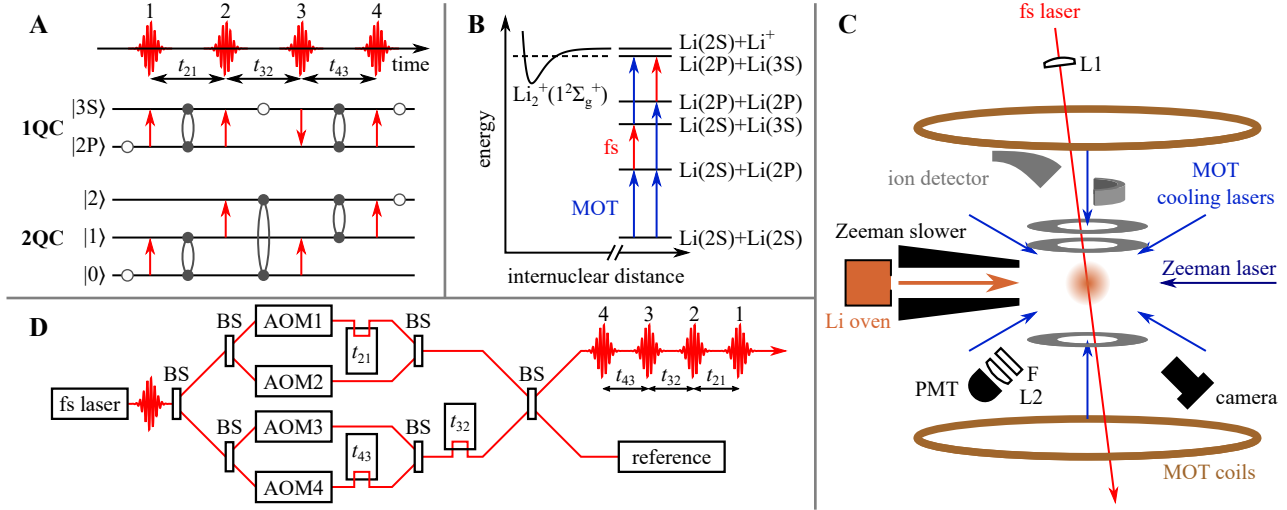 A
1 2 3 4
t21 t32 t43 time
|3S⟩
1QC
|2P⟩
|2⟩
2QC |1⟩
|0⟩
B
energy
Li2+(1²Σg+)
fs
MOT
Li(2S)+Li+
Li(2P)+Li(3S)
Li(2P)+Li(2P)
Li(2S)+Li(3S)
Li(2S)+Li(2P)
Li(2S)+Li(2S)
internuclear distance
C
fs laser
L1
ion detector
MOT
cooling lasers
Zeeman slower
Zeeman laser
Li oven
PMT
F
L2
camera
MOT coils
D
fs laser
BS
BS
AOM1
t21
BS
AOM2
BS
AOM3
t43
BS
AOM4
t32
BS
4 3 2 1
t43 t32 t21
reference